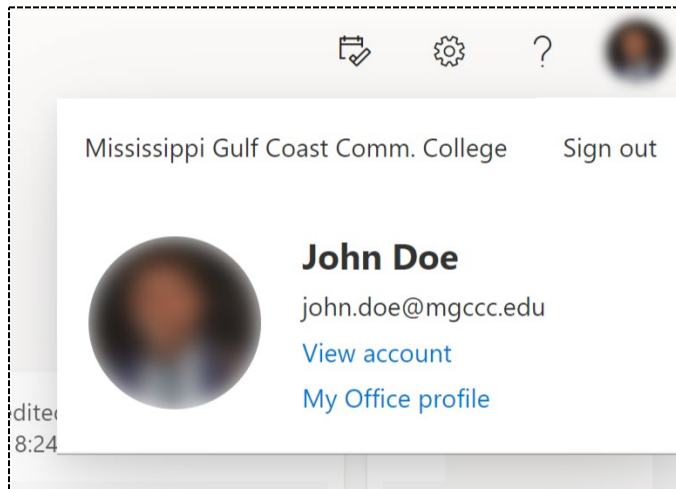 Mississippi Gulf Coast Comm. College Sign out
John Doe
john.doe@mgccc.edu
View account
My Office profile
edited
8:24